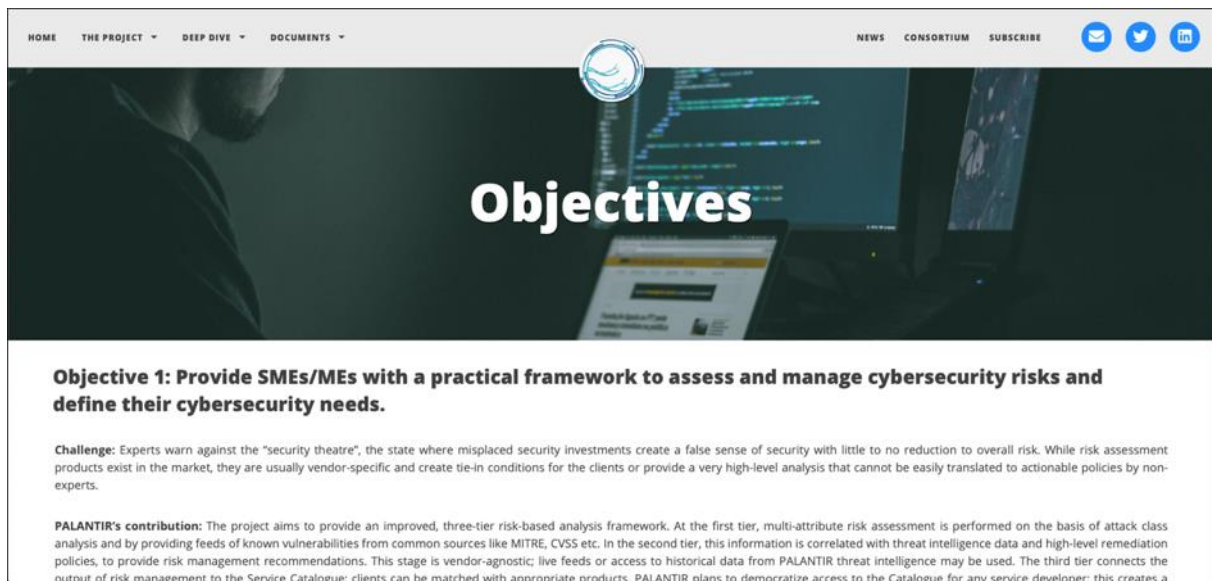 HOME THE PROJECT DEEP DIVE DOCUMENTS NEWS CONSORTIUM SUBSCRIBE
Objectives
Objective 1: Provide SMEs/MEs with a practical framework to assess and manage cybersecurity risks and
define their cybersecurity needs.
Challenge: Experts warn against the “security theatre”, the state where misplaced security investments create a false sense of security with little to no reduction to overall risk. While risk assessment
products exist in the market, they are usually vendor-specific and create tie-in conditions for the clients or provide a very high-level analysis that cannot be easily translated to actionable policies by non-
experts.
PALANTIR’s contribution: The project aims to provide an improved, three-tier risk-based analysis framework. At the first tier, multi-attribute risk assessment is performed on the basis of attack class
analysis and by providing feeds of known vulnerabilities from common sources like MITRE, CVSS etc. In the second tier, this information is correlated with threat intelligence data and high-level remediation
policies, to provide risk management recommendations. This stage is vendor-agnostic; live feeds or access to historical data from PALANTIR threat intelligence may be used. The third tier connects the
output of risk management to the Service Catalogue; clients can be matched with appropriate products. PALANTIR plans to democratize access to the Catalogue for any service developer; this creates a